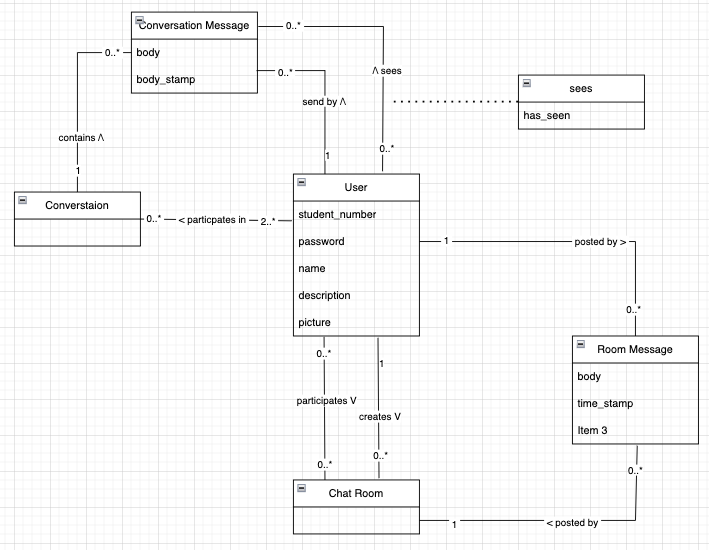 Conversation Message
body
body_stamp
0..*
0..*
0..*
/\ sees
send by /\
contains /\
sees
has_seen
1
0..*
1
Converstaion
0..*
< particpates in
2..*
User
student_number
password
name
description
picture
1
posted by >
0..*
Room Message
body
time_stamp
Item 3
0..*
1
participates V
creates V
0..*
0..*
0..*
Chat Room
1
< posted by